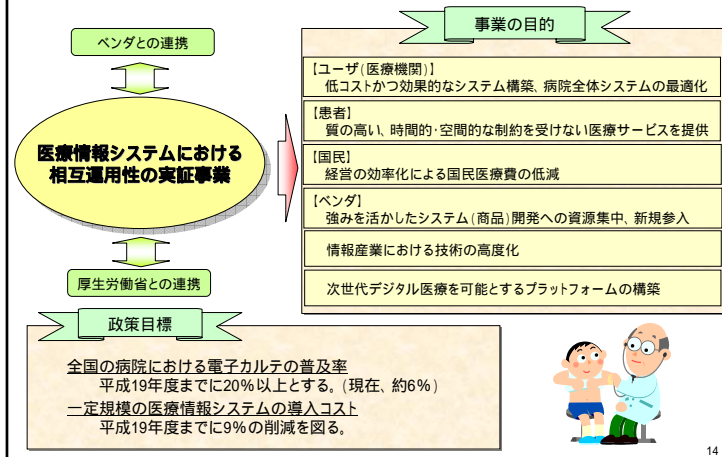 ベンダとの連携
医療情報システムにおける
相互運用性の実証事業
厚生労働省との連携
事業の目的
【ユーザ(医療機関)】
低コストかつ効果的なシステム構築、病院全体システムの最適化
【患者】
質の高い、時間的・空間的な制約を受けない医療サービスを提供
【国民】
経営の効率化による国民医療費の低減
【ベンダ】
強みを活かしたシステム(商品)開発への資源集中、新規参入
情報産業における技術の高度化
次世代デジタル医療を可能とするプラットフォームの構築
政策目標
全国の病院における電子カルテの普及率
平成19年度までに20%以上とする。(現在、約6%)
一定規模の医療情報システムの導入コスト
平成19年度までに9%の削減を図る。
14